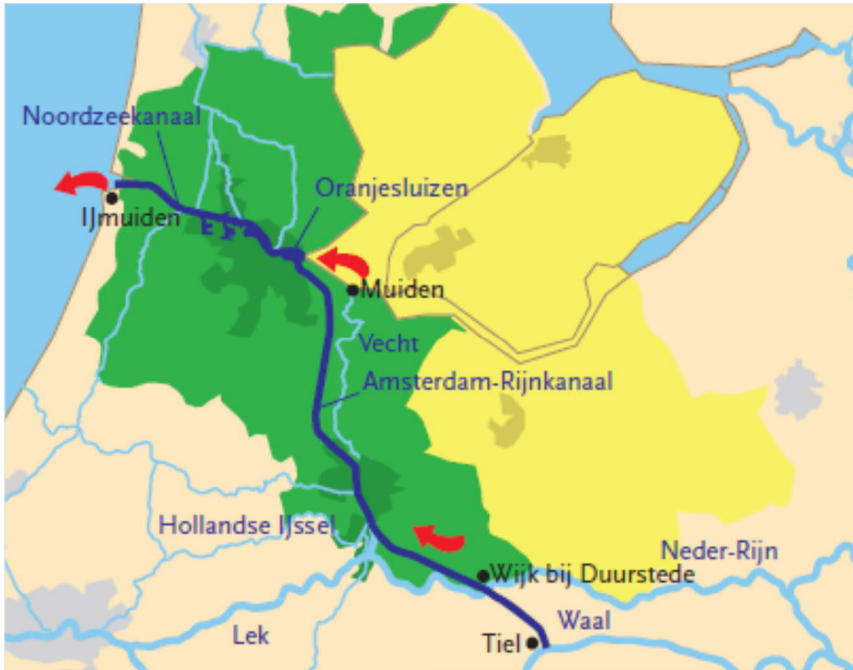 Noordzeekanaal
Oranjesluizen
IJmuiden
Muiden
Vecht
Amsterdam-Rijnkanaal
Hollandse IJssel
Neder-Rijn
Wijk bij Duurstede
Waal
Lek
Tiel